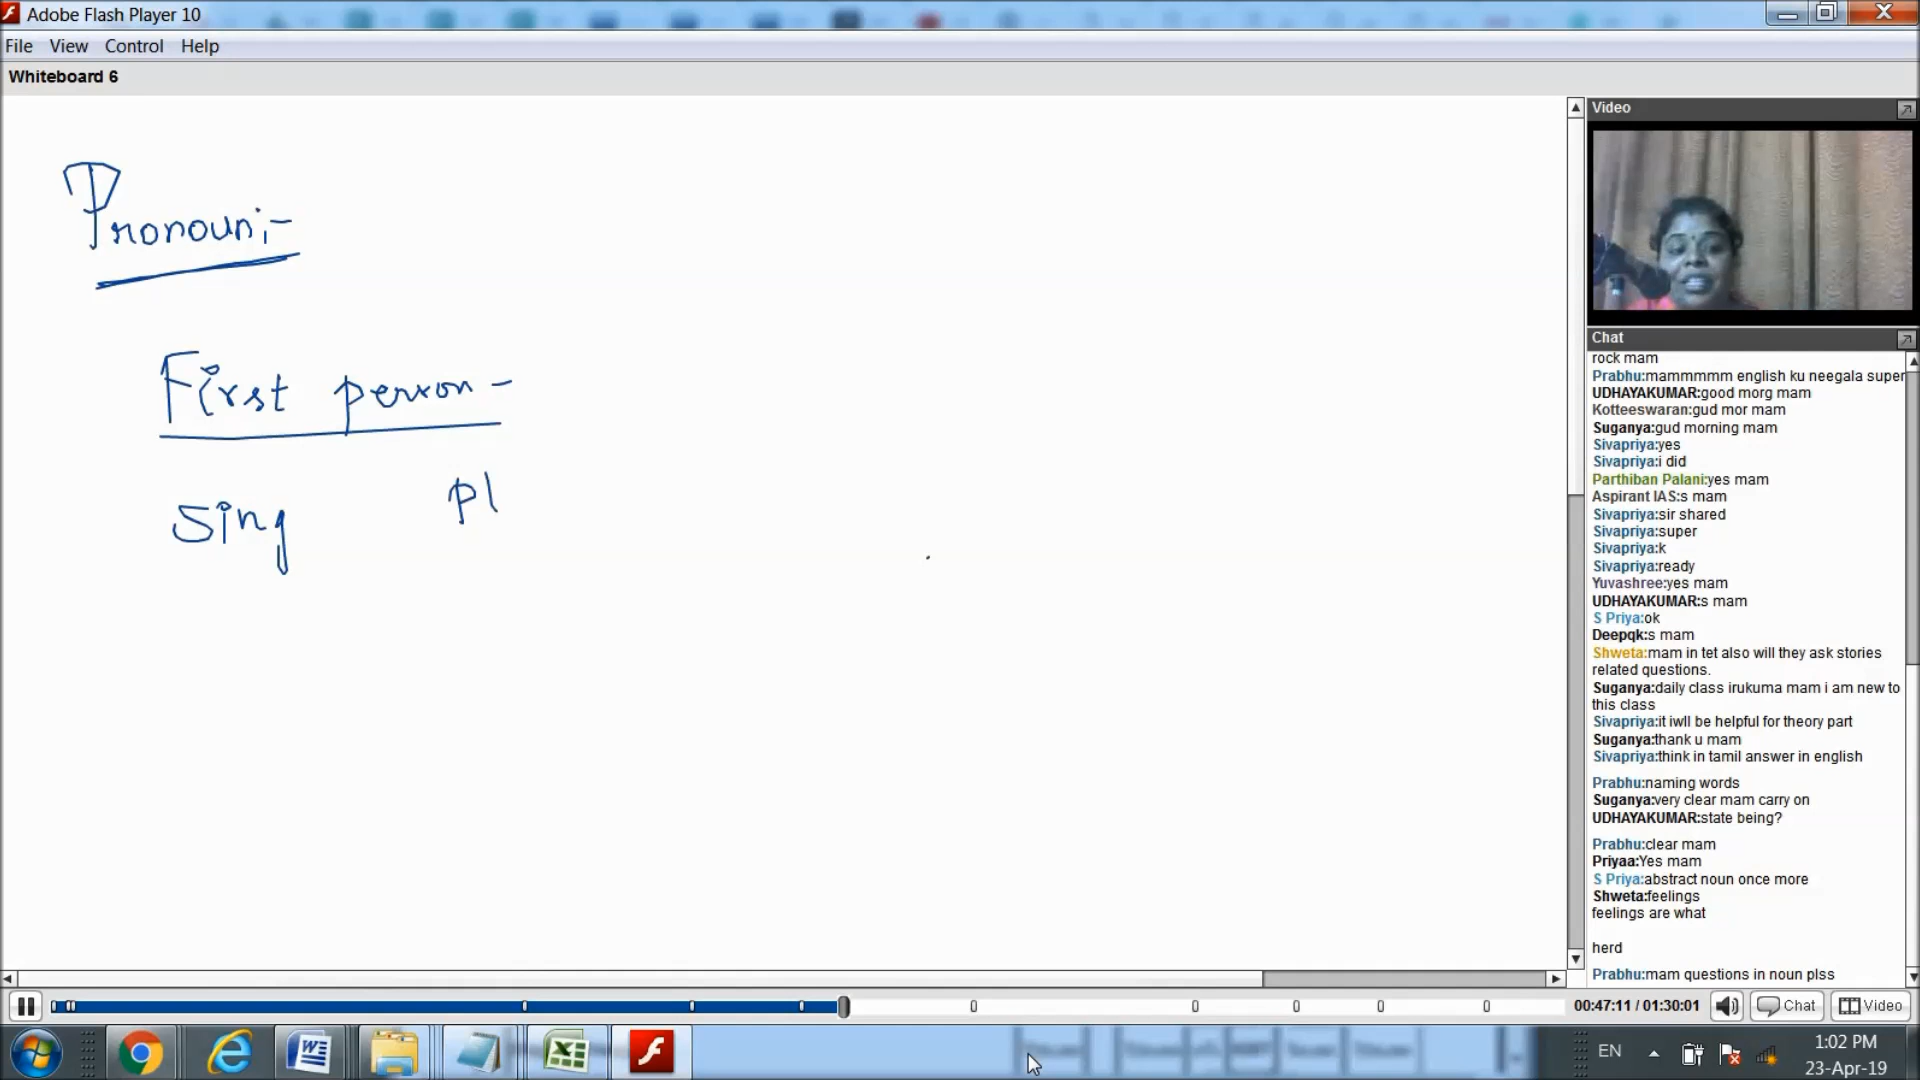 Adobe Flash Player 10
File View Control Help
Whiteboard 6
Pronoun:-
First person -
Sing pl
Video
Chat
rock mam
Prabhu:mammmmm english ku neegala super
UDHAYAKUMAR:good morg mam
Kotteeswaran:gud mor mam
Suganya:gud morning mam
Sivapriya:yes
Sivapriya:i did
Parthiban Palani:yes mam
Aspirant IAS:s mam
Sivapriya:sir shared
Sivapriya:super
Sivapriya:k
Sivapriya:ready
Yuvashree:yes mam
UDHAYAKUMAR:s mam
S Priya:ok
Deepqk:s mam
Shweta:mam in tet also will they ask stories
related questions.
Suganya:daily class irukuma mam i am new to
this class
Sivapriya:it iwll be helpful for theory part
Suganya:thank u mam
Sivapriya:think in tamil answer in english
Prabhu:naming words
Suganya:very clear mam carry on
UDHAYAKUMAR:state being?
Prabhu:clear mam
Priyaa:Yes mam
S Priya:abstract noun once more
Shweta:feelings
feelings are what
herd
Prabhu:mam questions in noun plss
00:47:11 / 01:30:01 Chat Video
EN
1:02 PM
23-Apr-19